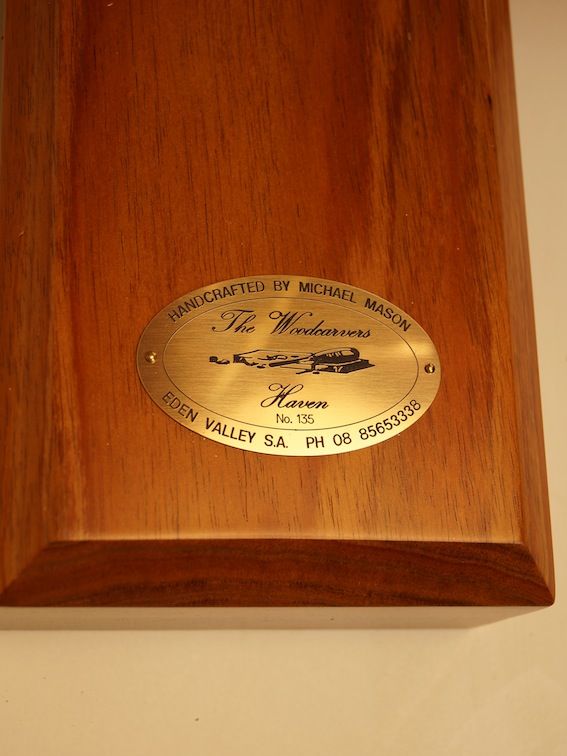 HANDCRAFTED BY MICHAEL MASON
The Woodcarvers
Haven
No. 135
EDEN VALLEY S.A. PH 08 85653338